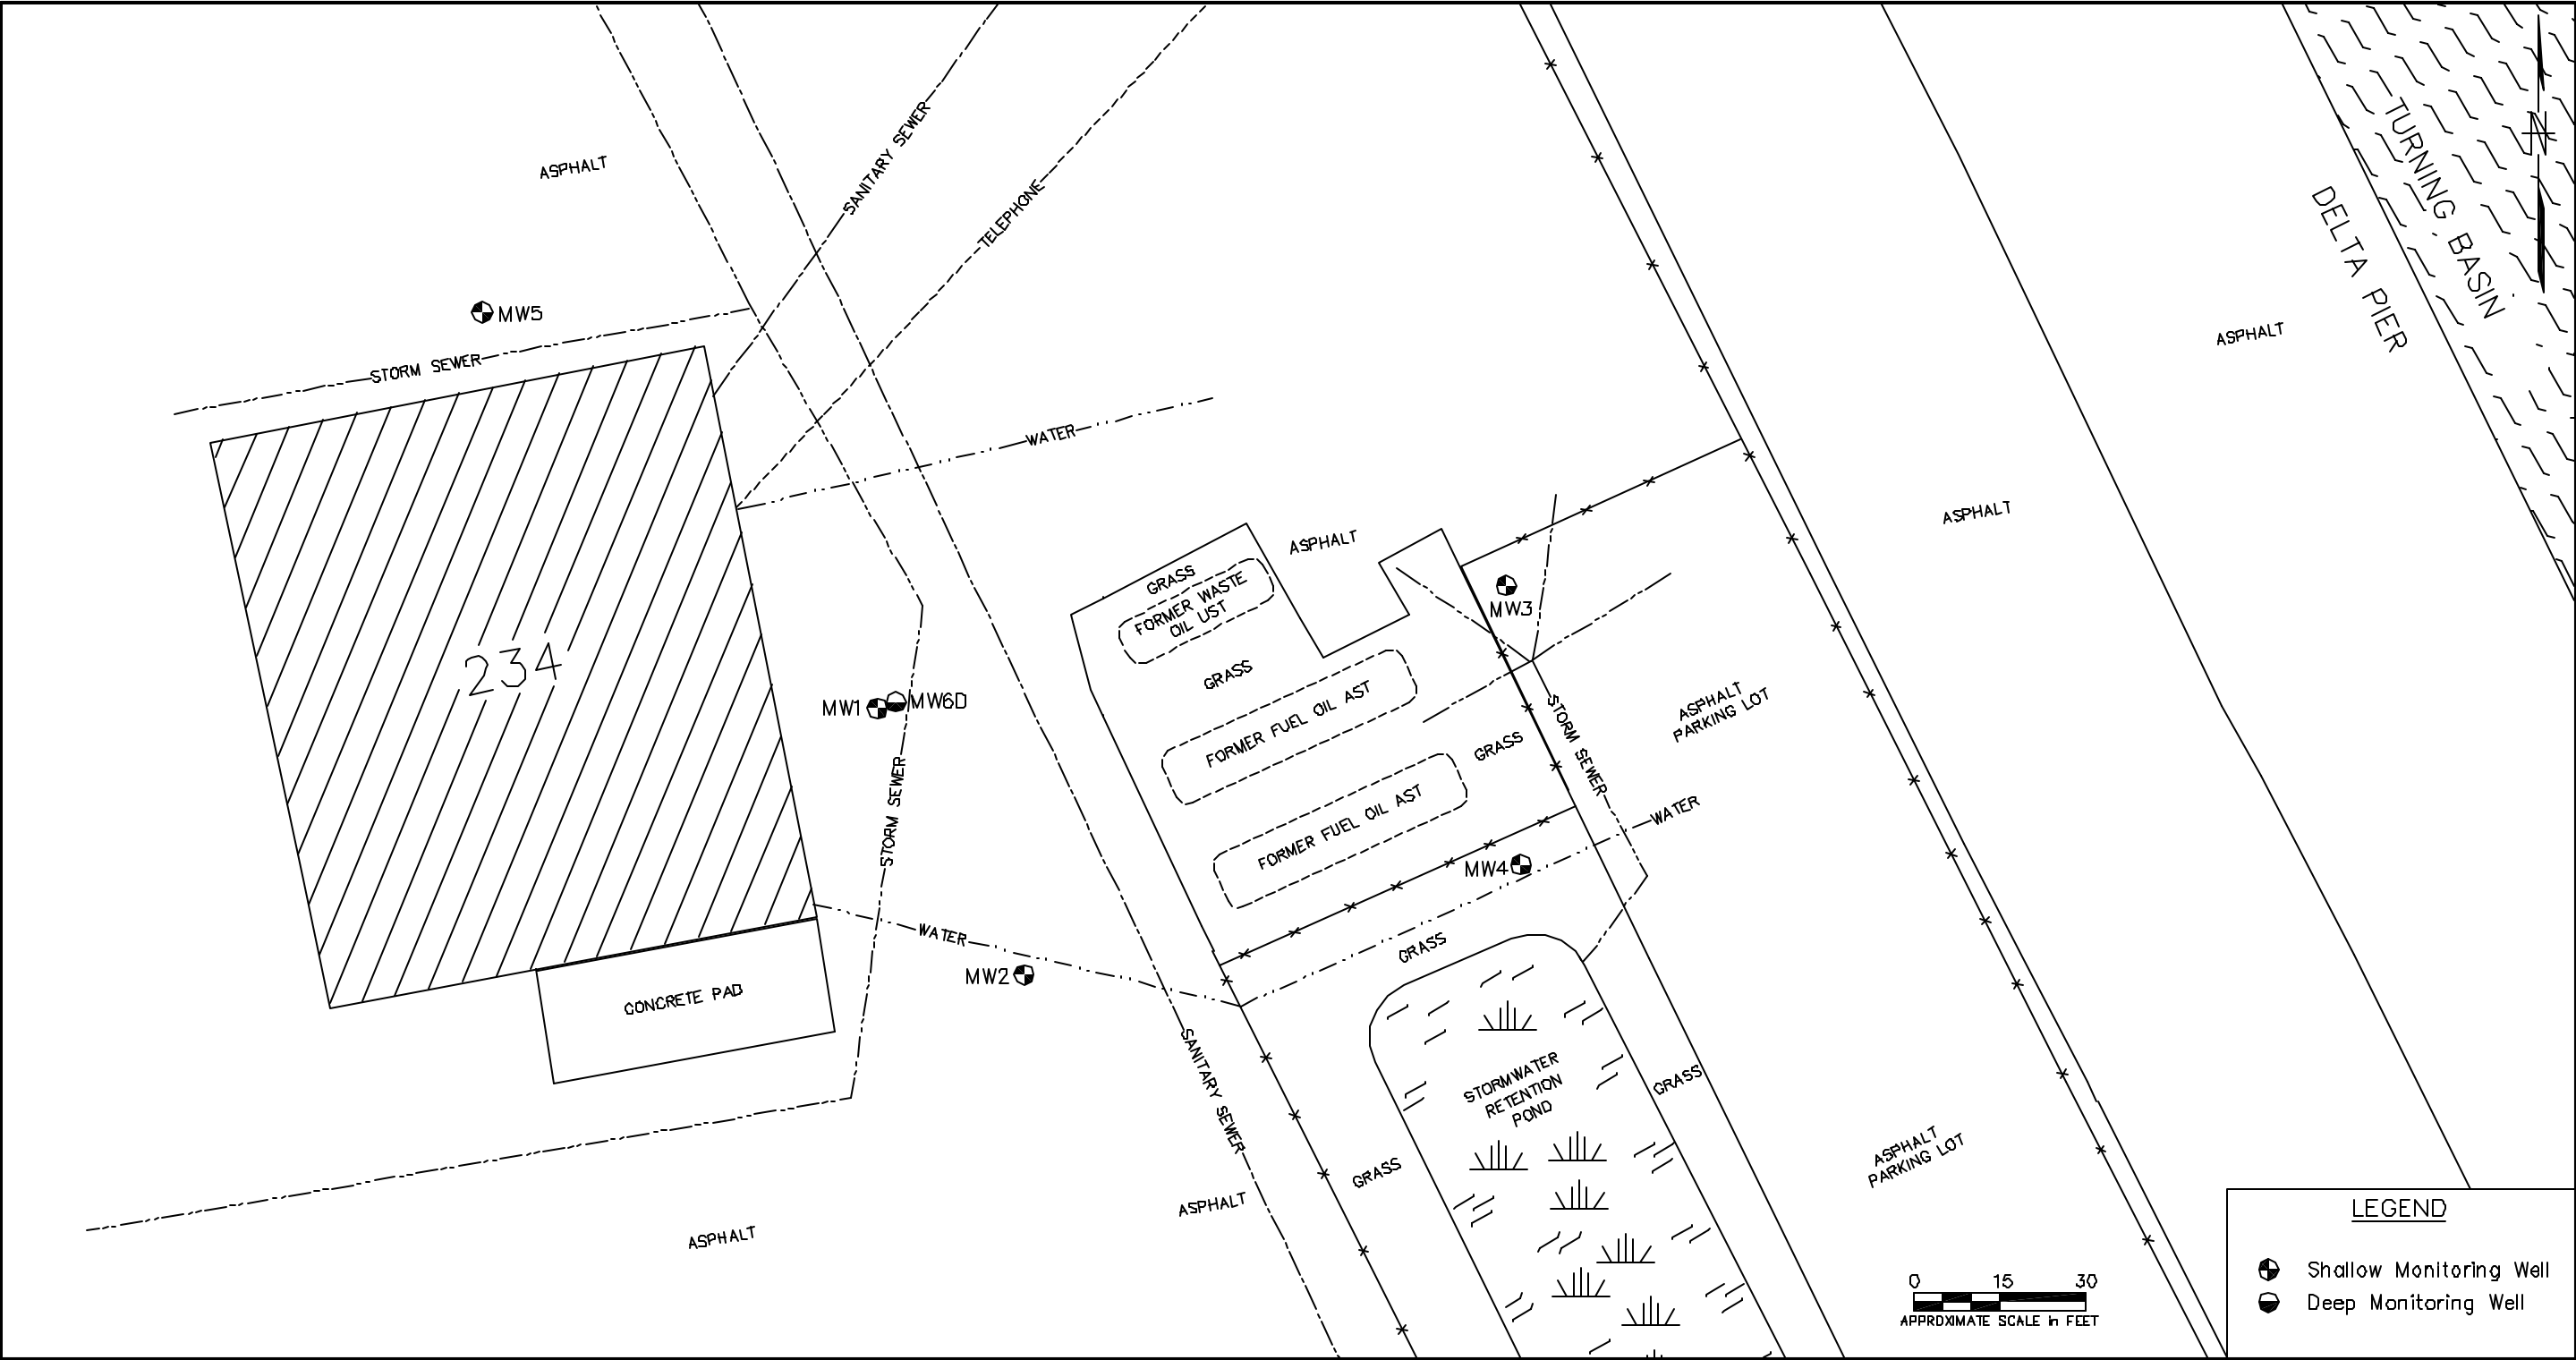 SANITARY SEWER
TELEPHONE
ASPHALT
TURNING BASIN
DELTA PIER
N
MW5
STORM SEWER
ASPHALT
WATER
ASPHALT
ASPHALT
GRASS
FORMER WASTE
OIL UST
MW3
234
GRASS
MW1
MW6D
FORMER FUEL OIL AST
GRASS
STORM SEWER
ASPHALT
PARKING LOT
STORM SEWER
FORMER FUEL OIL AST
WATER
MW4
WATER
GRASS
MW2
CONCRETE PAD
SANITARY SEWER
STORMWATER
RETENTION
POND
GRASS
GRASS
ASPHALT
PARKING LOT
ASPHALT
ASPHALT
0 15 30
APPROXIMATE SCALE in FEET
LEGEND
Shallow Monitoring Well
Deep Monitoring Well